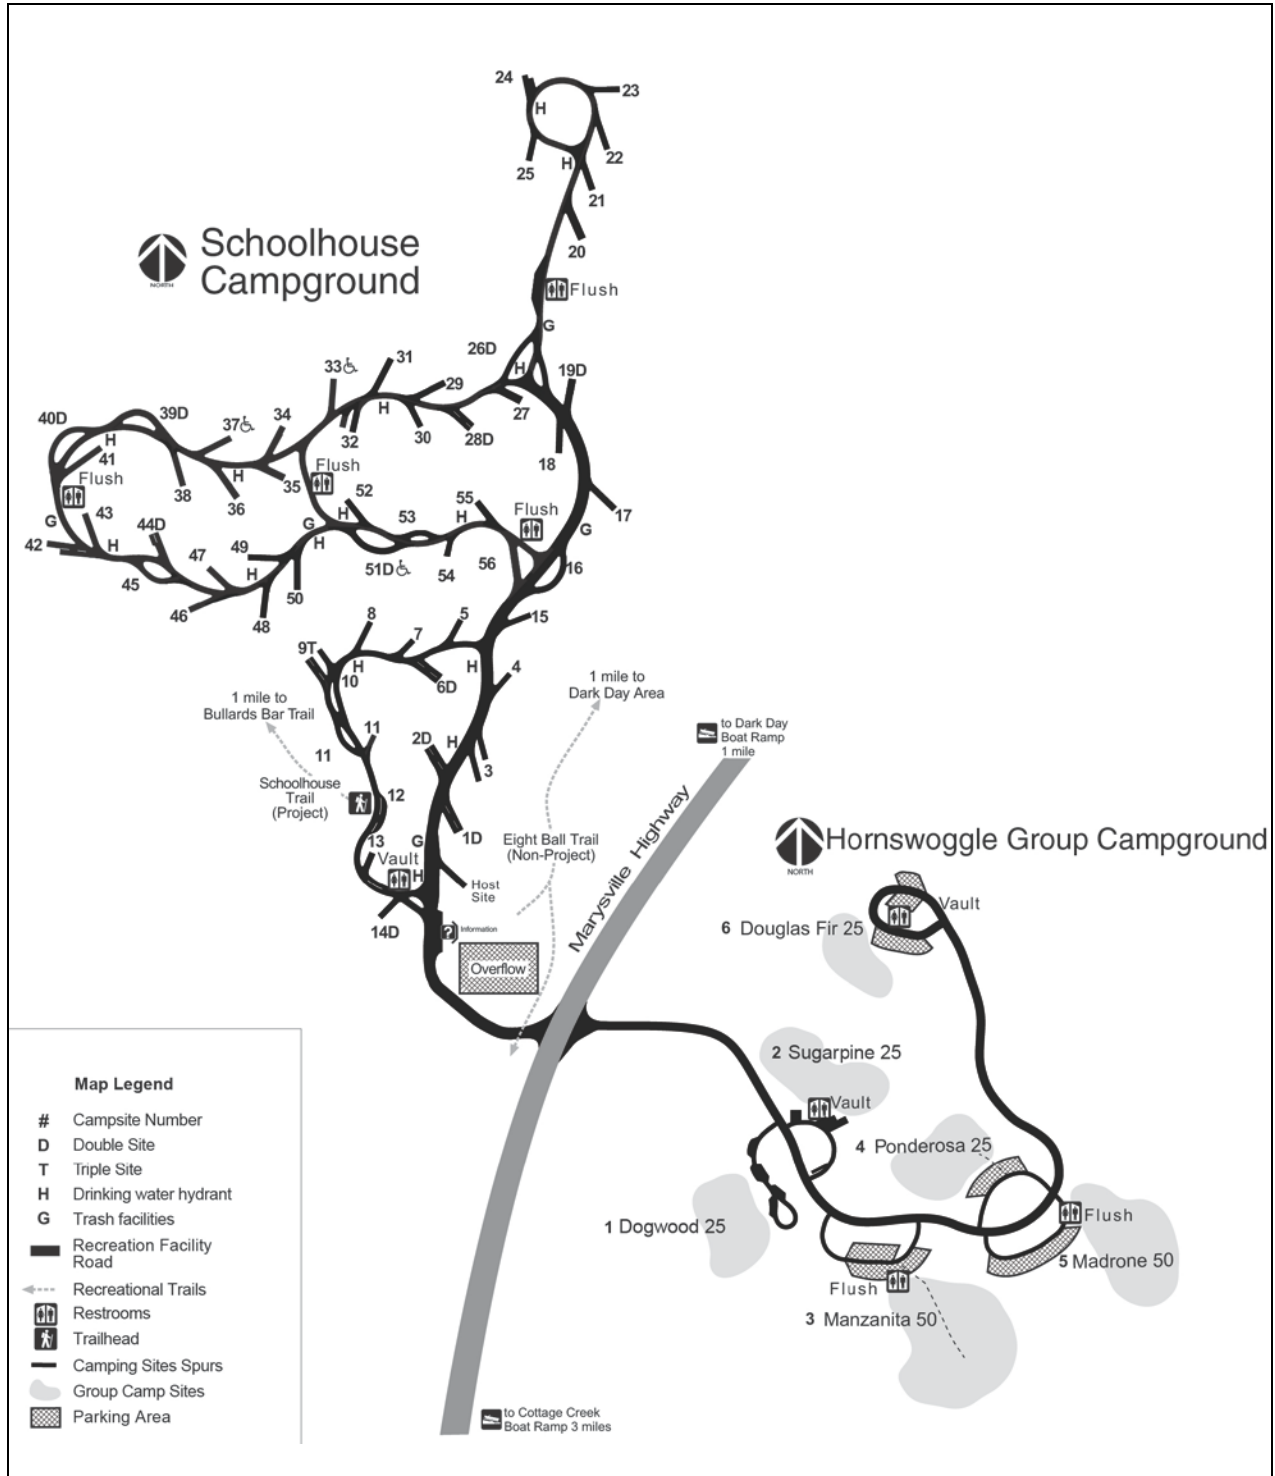 24
23
H
22
H
25
21
20
Schoolhouse
Campground
NORTH
Flush
G
26D
H
19D
33
31
29
27
H
30
28D
32
18
40D
39D
37
34
H
41
Flush
38
36
H
35
Flush
52
55
Flush
17
G
43
44D
G
H
53
H
G
H
42
H
49
47
51D
54
56
16
45
H
50
46
48
15
8
7
5
9T
H
H
4
10
6D
1 mile to
Bullards Bar Trail
1 mile to
Dark Day Area
11
2D
H
to Dark Day
Boat Ramp
1 mile
11
3
Schoolhouse
Trail
(Project)
12
13
G
1D
Eight Ball Trail
(Non-Project)
Marysville Highway
Vault
H
Host
Site
14D
Information
Overflow
Hornswoggle Group Campground
NORTH
Vault
6 Douglas Fir 25
2 Sugarpine 25
Vault
4 Ponderosa 25
1 Dogwood 25
Flush
5 Madrone 50
Flush
3 Manzanita 50
Map Legend
# Campsite Number
D Double Site
T Triple Site
H Drinking water hydrant
G Trash facilities
Recreation Facility
Road
Recreational Trails
Restrooms
Trailhead
Camping Sites Spurs
Group Camp Sites
Parking Area
to Cottage Creek
Boat Ramp 3 miles